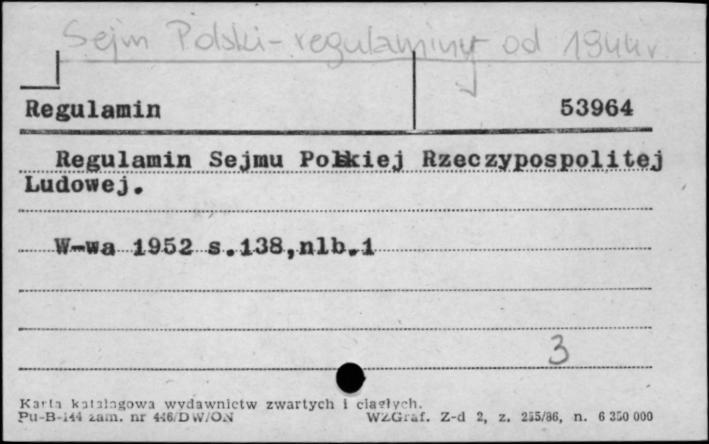 Sejm Polski - regulaminy od 1944 r.
Regulamin 53964
Regulamin Sejmu Polskiej Rzeczypospolitej
Ludowej.
W-wa 1952 s.138,nlb.1
3
Karta katalogowa wydawnictw zwartych i ciągłych.
Pu-B-144 zam. nr 446/DW/ON WZGraf. Z-d 2, z. 255/86, n. 6 350 000